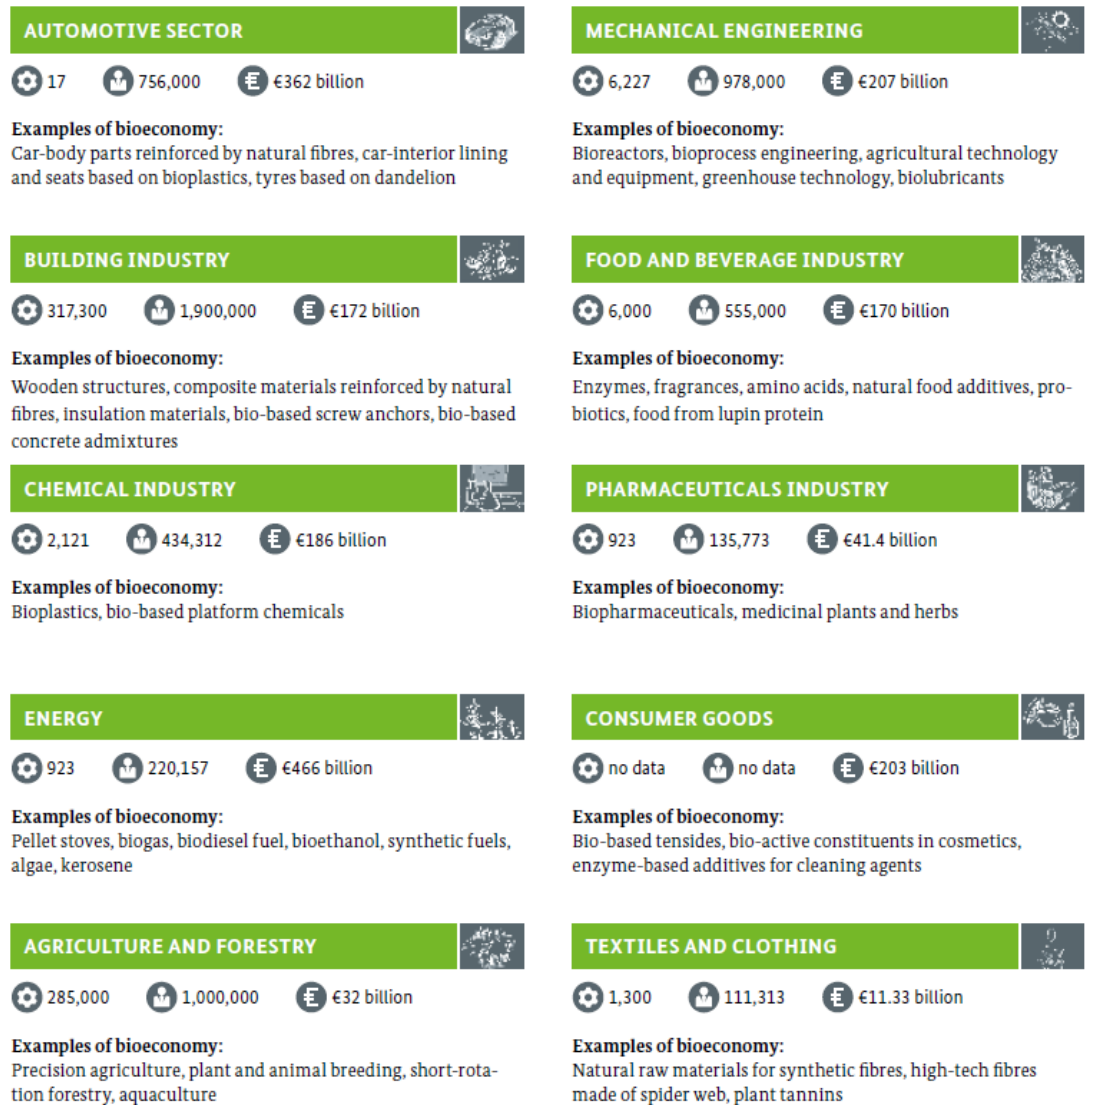 AUTOMOTIVE SECTOR
17 756,000 €362 billion
Examples of bioeconomy:
Car-body parts reinforced by natural fibres, car-interior lining
and seats based on bioplastics, tyres based on dandelion
MECHANICAL ENGINEERING
6,227 978,000 €207 billion
Examples of bioeconomy:
Bioreactors, bioprocess engineering, agricultural technology
and equipment, greenhouse technology, biolubricants
BUILDING INDUSTRY
317,300 1,900,000 €172 billion
Examples of bioeconomy:
Wooden structures, composite materials reinforced by natural
fibres, insulation materials, bio-based screw anchors, bio-based
concrete admixtures
FOOD AND BEVERAGE INDUSTRY
6,000 555,000 €170 billion
Examples of bioeconomy:
Enzymes, fragrances, amino acids, natural food additives, pro-
biotics, food from lupin protein
CHEMICAL INDUSTRY
2,121 434,312 €186 billion
Examples of bioeconomy:
Bioplastics, bio-based platform chemicals
PHARMACEUTICALS INDUSTRY
923 135,773 €41.4 billion
Examples of bioeconomy:
Biopharmaceuticals, medicinal plants and herbs
ENERGY
923 220,157 €466 billion
Examples of bioeconomy:
Pellet stoves, biogas, biodiesel fuel, bioethanol, synthetic fuels,
algae, kerosene
CONSUMER GOODS
no data no data €203 billion
Examples of bioeconomy:
Bio-based tensides, bio-active constituents in cosmetics,
enzyme-based additives for cleaning agents
AGRICULTURE AND FORESTRY
285,000 1,000,000 €32 billion
Examples of bioeconomy:
Precision agriculture, plant and animal breeding, short-rota-
tion forestry, aquaculture
TEXTILES AND CLOTHING
1,300 111,313 €11.33 billion
Examples of bioeconomy:
Natural raw materials for synthetic fibres, high-tech fibres
made of spider web, plant tannins